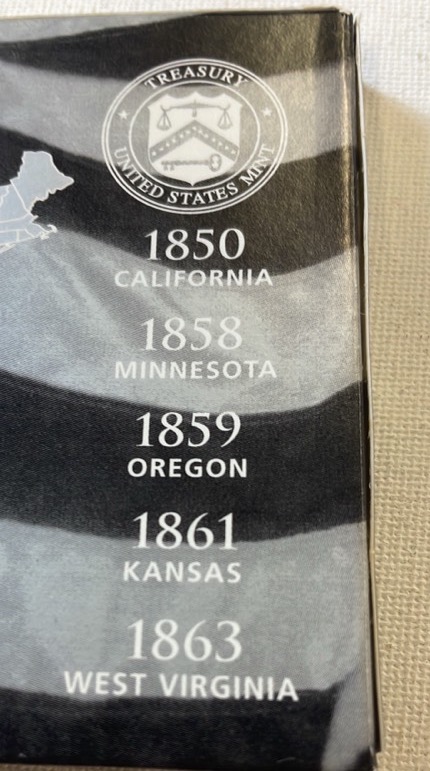 TREASURY
UNITED STATES MINT
1850
CALIFORNIA
1858
MINNESOTA
1859
OREGON
1861
KANSAS
1863
WEST VIRGINIA